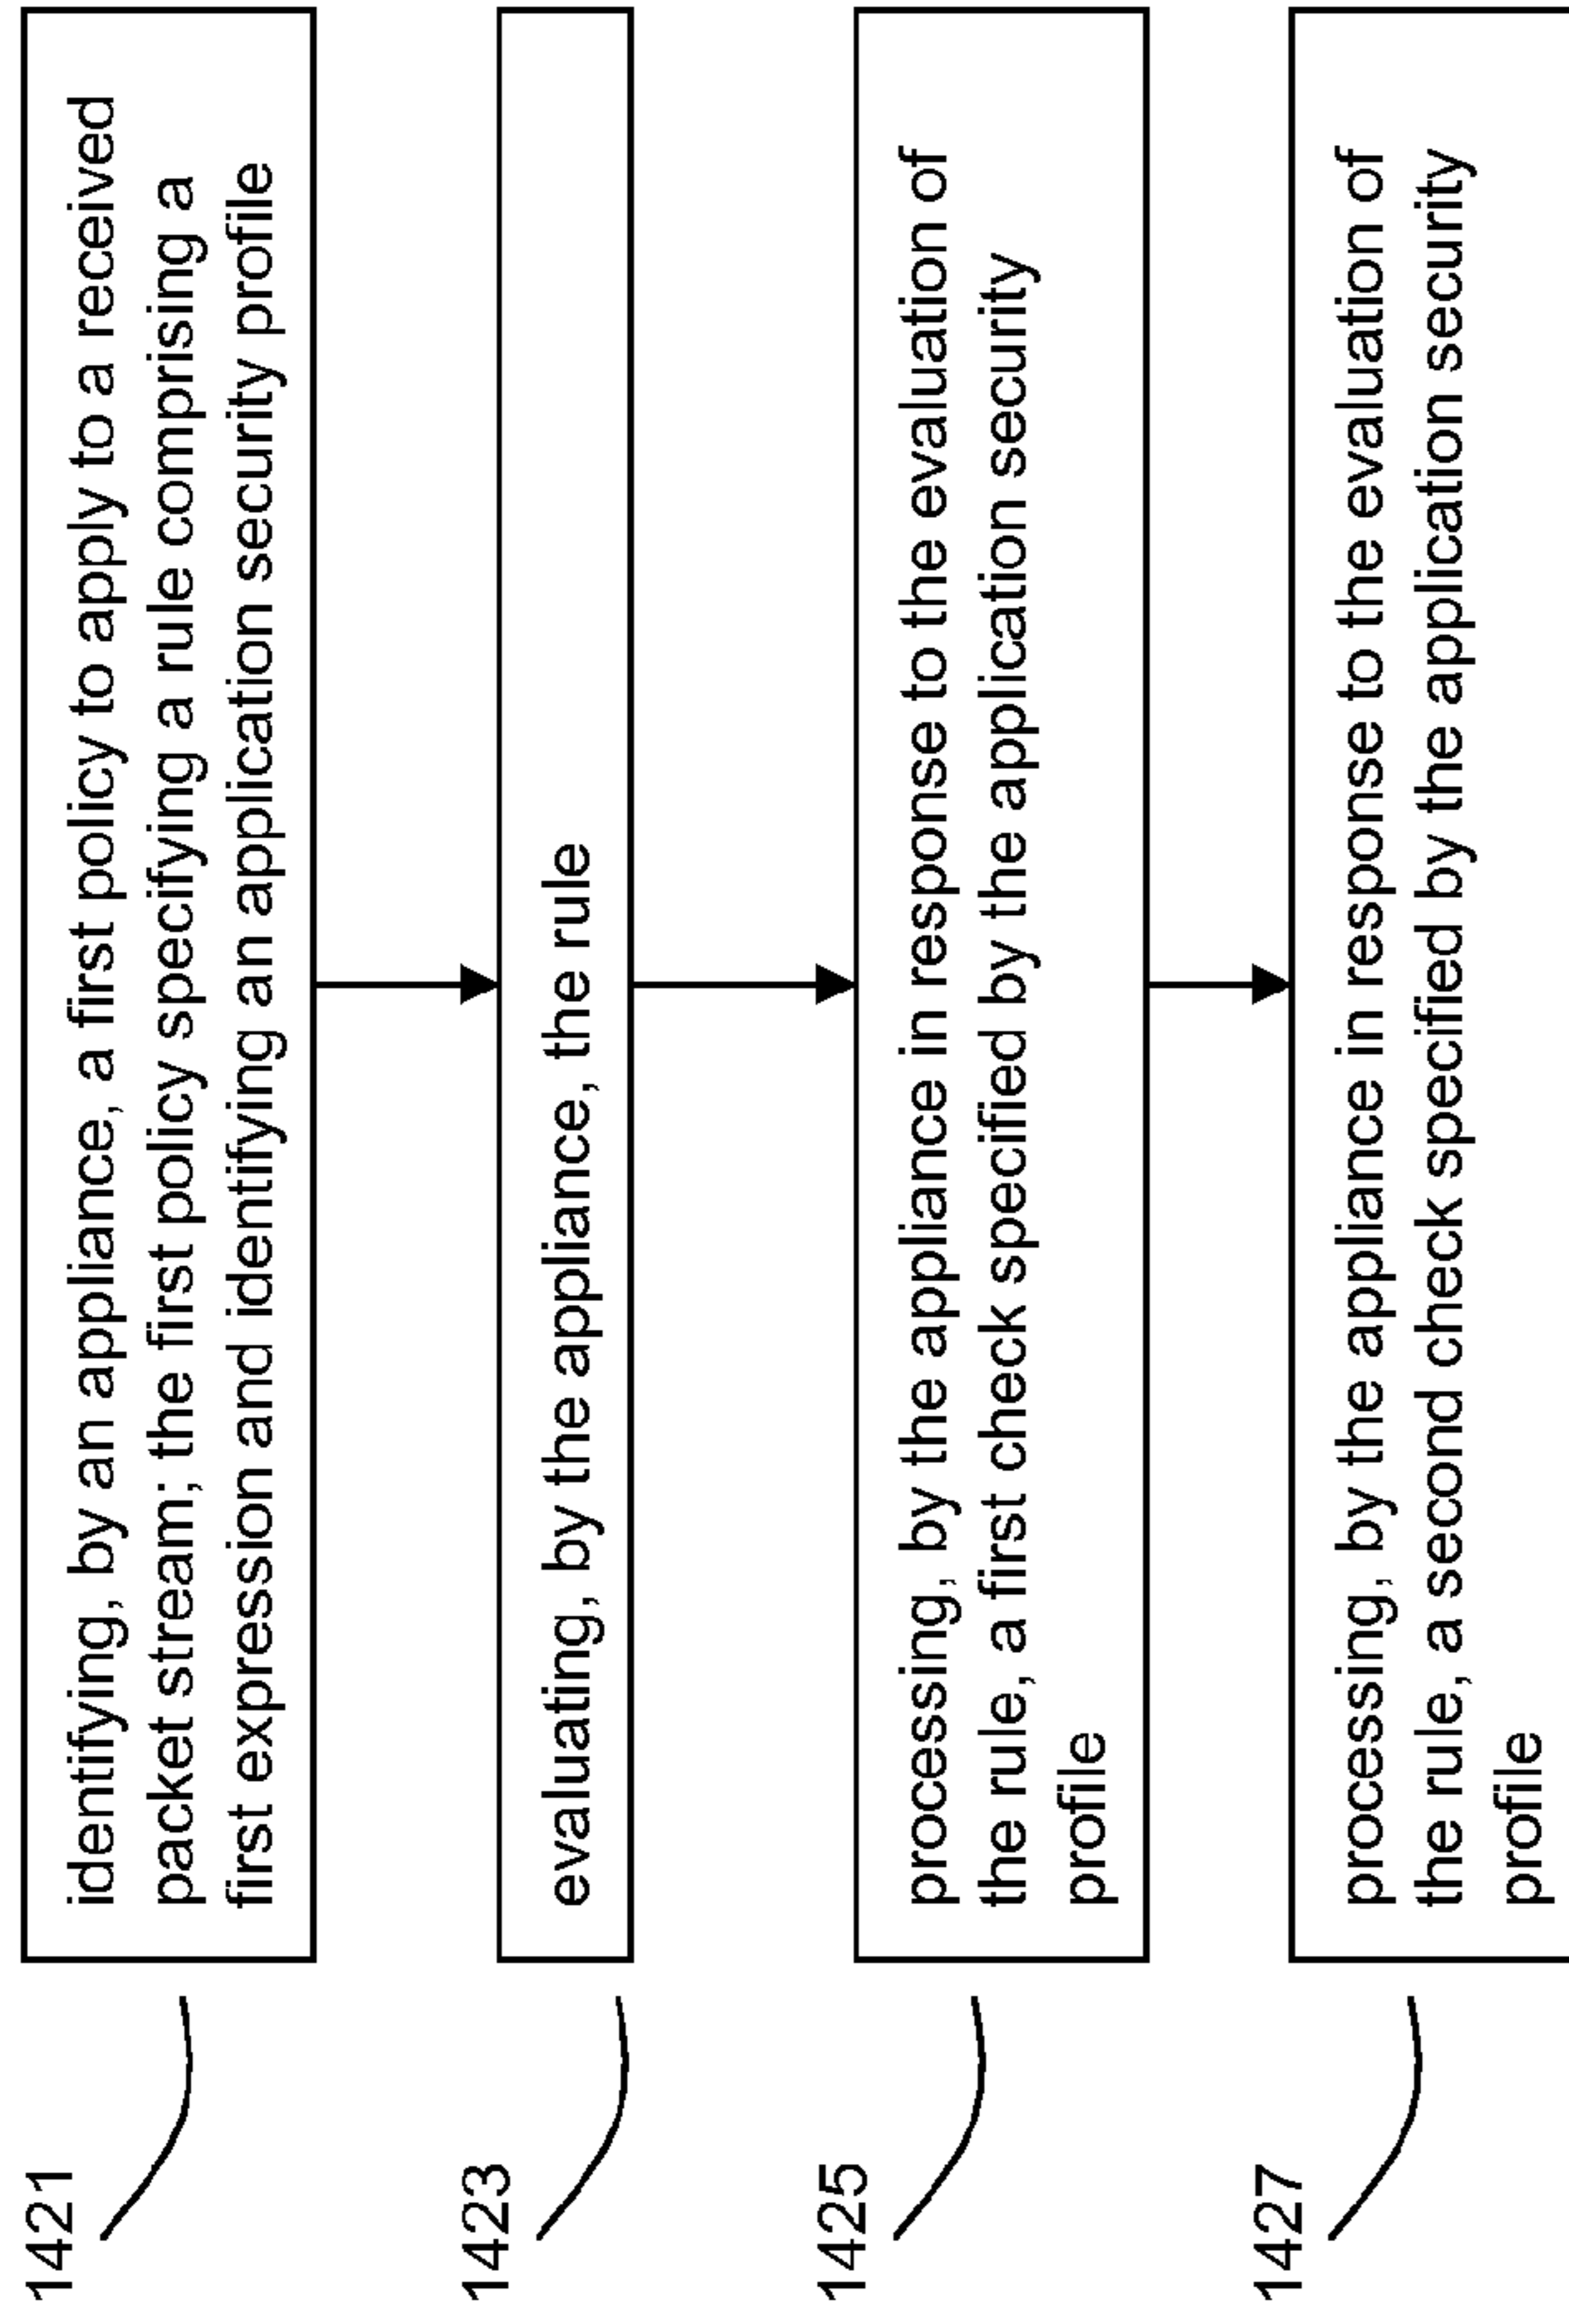 1421
identifying, by an appliance, a first policy to apply to a received
packet stream; the first policy specifying a rule comprising a
first expression and identifying an application security profile
1423
evaluating, by the appliance, the rule
1425
processing, by the appliance in response to the evaluation of
the rule, a first check specified by the application security
profile
1427
processing, by the appliance in response to the evaluation of
the rule, a second check specified by the application security
profile